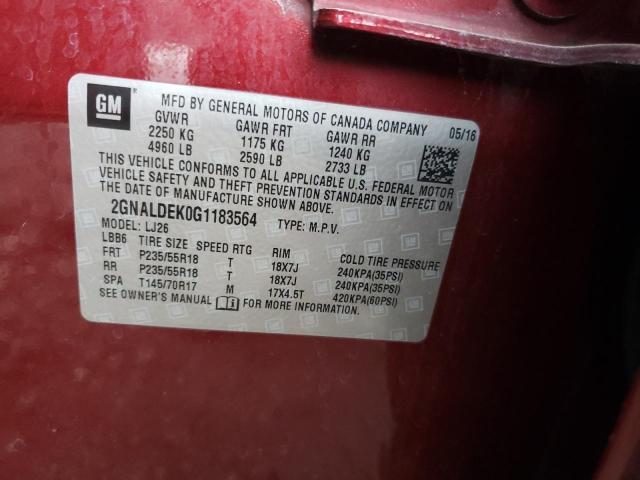 GM
MFD BY GENERAL MOTORS OF CANADA COMPANY 05/16
GVWR GAWR FRT GAWR RR
2250 KG 1175 KG 1240 KG
4960 LB 2590 LB 2733 LB
THIS VEHICLE CONFORMS TO ALL APPLICABLE U.S. FEDERAL MOTOR
VEHICLE SAFETY AND THEFT PREVENTION STANDARDS IN EFFECT ON
THE DATE OF MANUFACTURE SHOWN ABOVE.
2GNALDEK0G1183564 TYPE: M.P.V.
MODEL: LJ26
LBB6 TIRE SIZE SPEED RTG RIM COLD TIRE PRESSURE
FRT P235/55R18 T 18X7J 240KPA(35PSI)
RR P235/55R18 T 18X7J 240KPA(35PSI)
SPA T145/70R17 M 17X4.5T 420KPA(60PSI)
SEE OWNER'S MANUAL FOR MORE INFORMATION.